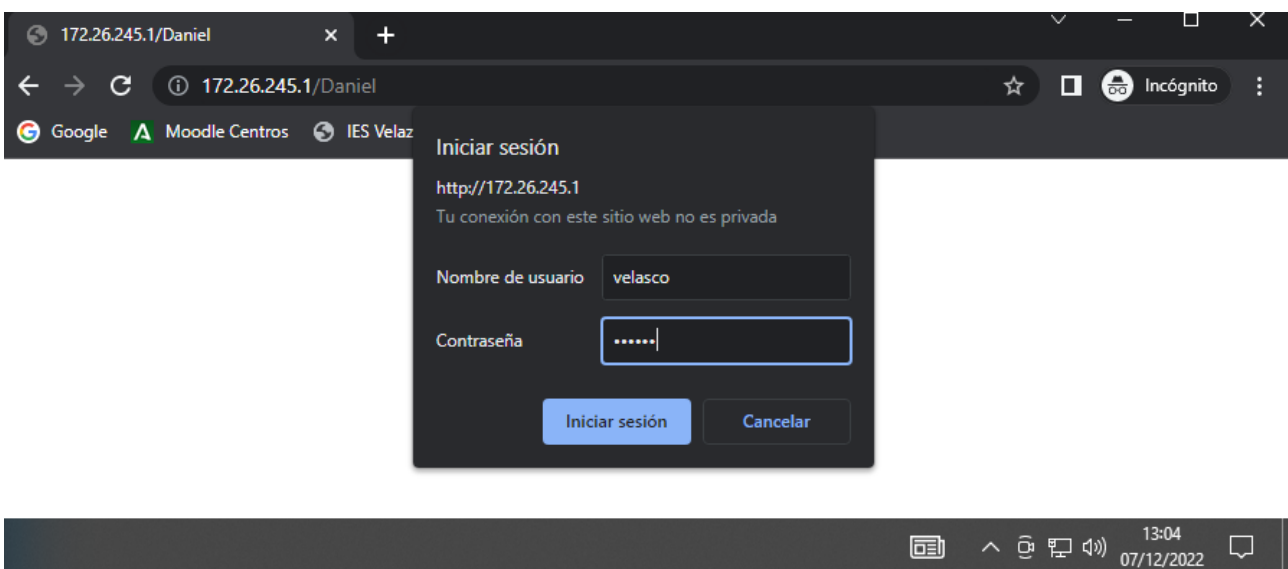 172.26.245.1/Daniel
172.26.245.1/Daniel
Incógnito
Google Moodle Centros IES Velaz
Iniciar sesión
http://172.26.245.1
Tu conexión con este sitio web no es privada
Nombre de usuario velasco
Contraseña ••••••
Iniciar sesión Cancelar
13:04
07/12/2022